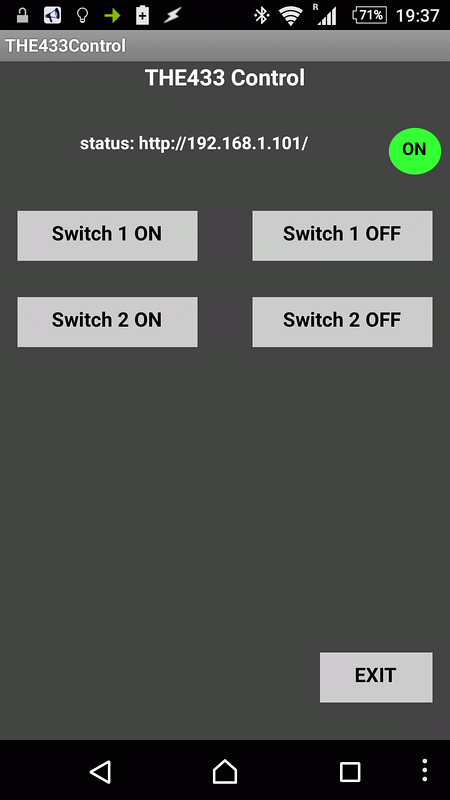 R
71%
19:37
THE433Control
THE433 Control
status: http://192.168.1.101/
ON
Switch 1 ON
Switch 1 OFF
Switch 2 ON
Switch 2 OFF
EXIT